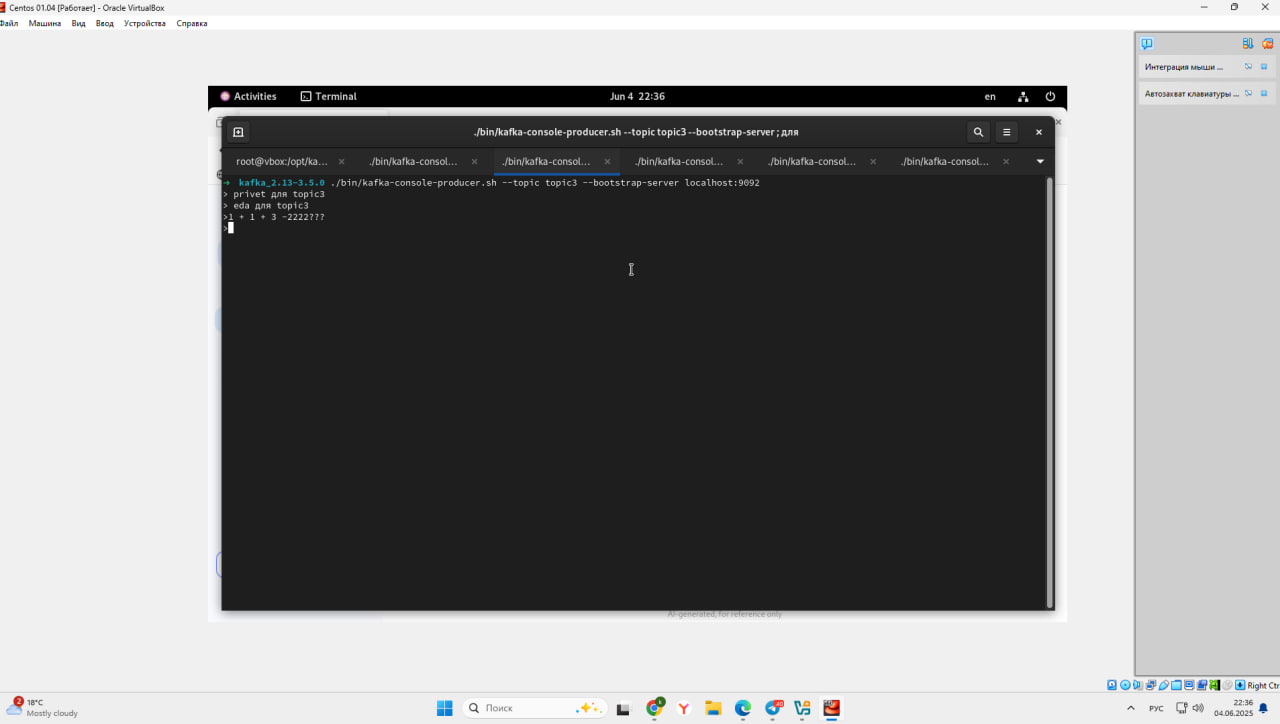 Centos 01.04 [Работает] - Oracle VirtualBox
Файл Машина Вид Ввод Устройства Справка
Интеграция мыши ...
Автозахват клавиатуры ...
Activities Terminal Jun 4 22:36 en
./bin/kafka-console-producer.sh --topic topic3 --bootstrap-server ; для
root@vbox:/opt/ka... ./bin/kafka-consol... ./bin/kafka-consol... ./bin/kafka-consol... ./bin/kafka-consol... ./bin/kafka-consol...
→ kafka_2.13-3.5.0 ./bin/kafka-console-producer.sh --topic topic3 --bootstrap-server localhost:9092
> privet для topic3
> eda для topic3
>1 + 1 + 3 -2222???
>
AI-generated, for reference only
Right Ctrl
2 18°C
Mostly cloudy
Поиск
РУС
22:36
04.06.2025